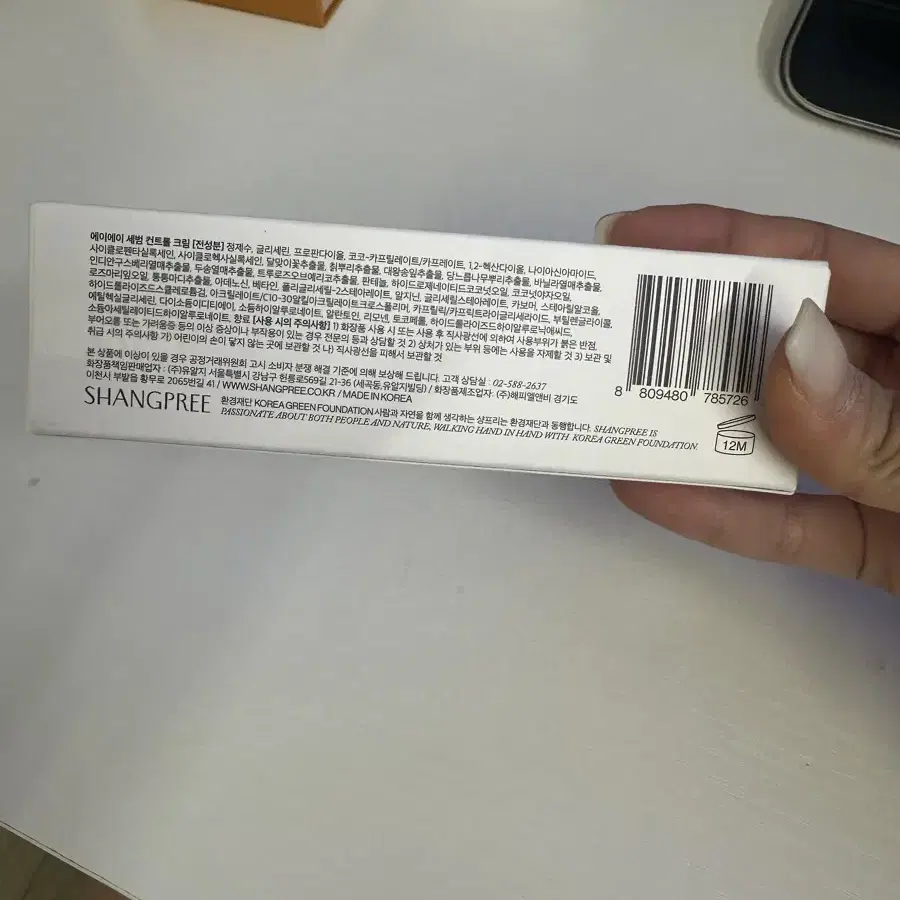 에이에이 세범 컨트롤 크림 [전성분] 정제수, 글리세린, 프로판다이올, 코코-카프릴레이트/카프레이트, 1,2-헥산다이올, 나이아신아마이드,
사이클로펜타실록세인, 사이클로헥사실록세인, 달맞이꽃추출물, 칡뿌리추출물, 대왕송잎추출물, 당느릅나무뿌리추출물, 바닐라열매추출물,
인디안구스베리열매추출물, 두송열매추출물, 트루로즈오브예리코추출물, 판테놀, 하이드로제네이티드코코넛오일, 코코넛야자오일,
로즈마리잎오일, 통통마디추출물, 아데노신, 베타인, 폴리글리세릴-2스테아레이트, 알지닌, 글리세릴스테아레이트, 카보머, 스테아릴알코올,
하이드롤라이즈드스클레로튬검, 아크릴레이트/C10-30알킬아크릴레이트크로스폴리머, 카프릴릭/카프릭트라이글리세라이드, 부틸렌글라이콜,
에틸헥실글리세린, 다이소듐이디티에이, 소듐하이알루로네이트, 알란토인, 리모넨, 토코페롤, 하이드롤라이즈드하이알루로닉애씨드,
소듐아세틸레이티드하이알루로네이트, 향료 [사용 시의 주의사항] 1) 화장품 사용 시 또는 사용 후 직사광선에 의하여 사용부위가 붉은 반점,
부어오름 또는 가려움증 등의 이상 증상이나 부작용이 있는 경우 전문의 등과 상담할 것 2) 상처가 있는 부위 등에는 사용을 자제할 것 3) 보관 및
취급 시의 주의사항 가) 어린이의 손이 닿지 않는 곳에 보관할 것 나) 직사광선을 피해서 보관할 것
본 상품에 이상이 있을 경우 공정거래위원회 고시 소비자 분쟁 해결 기준에 의해 보상해 드립니다. 고객 상담실 : 02-588-2637
화장품책임판매업자 : (주)유알지 서울특별시 강남구 헌릉로569길 21-36 (세곡동,유알지빌딩) / 화장품제조업자: (주)해피엘앤비 경기도
이천시 부발읍 황무로 2065번길 41 / WWW.SHANGPREE.CO.KR / MADE IN KOREA
SHANGPREE 환경재단 KOREA GREEN FOUNDATION 사람과 자연을 함께 생각하는 샹프리는 환경재단과 동행합니다. SHANGPREE IS
PASSIONATE ABOUT BOTH PEOPLE AND NATURE, WALKING HAND IN HAND WITH KOREA GREEN FOUNDATION.
8 809480 785726
12M